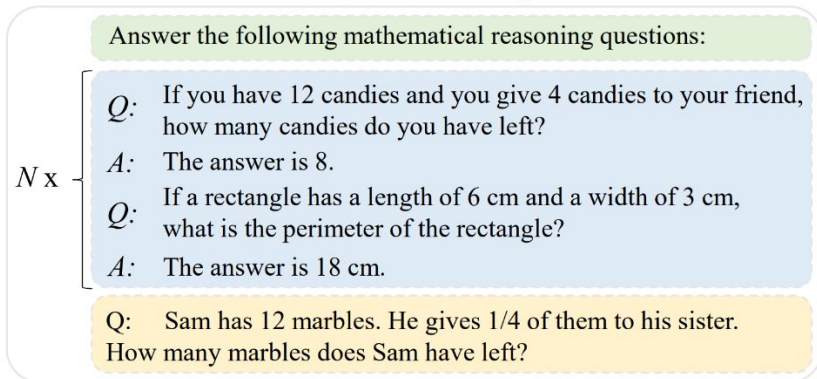 Answer the following mathematical reasoning questions:
Q: If you have 12 candies and you give 4 candies to your friend,
how many candies do you have left?
A: The answer is 8.
N x
Q: If a rectangle has a length of 6 cm and a width of 3 cm,
what is the perimeter of the rectangle?
A: The answer is 18 cm.
Q: Sam has 12 marbles. He gives 1/4 of them to his sister.
How many marbles does Sam have left?